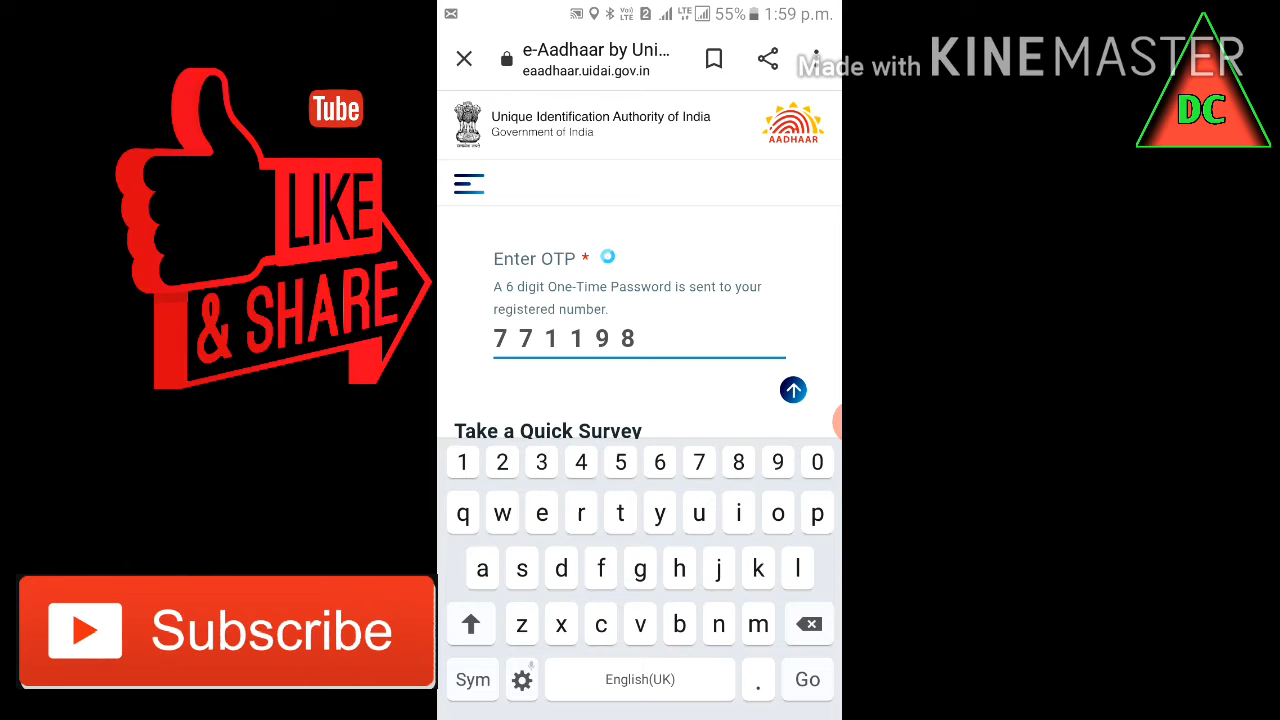 Tube
LIKE
& SHARE
Subscribe
LTE 2 LTE 55% 1:59 p.m.
e-Aadhaar by Uni...
eaadhaar.uidai.gov.in
Made with KINEMASTER
DC
Unique Identification Authority of India
Government of India
AADHAAR
Enter OTP *
A 6 digit One-Time Password is sent to your
registered number.
7 7 1 1 9 8
Take a Quick Survey
1 2 3 4 5 6 7 8 9 0
q w e r t y u i o p
a s d f g h j k l
z x c v b n m
Sym English(UK) . Go